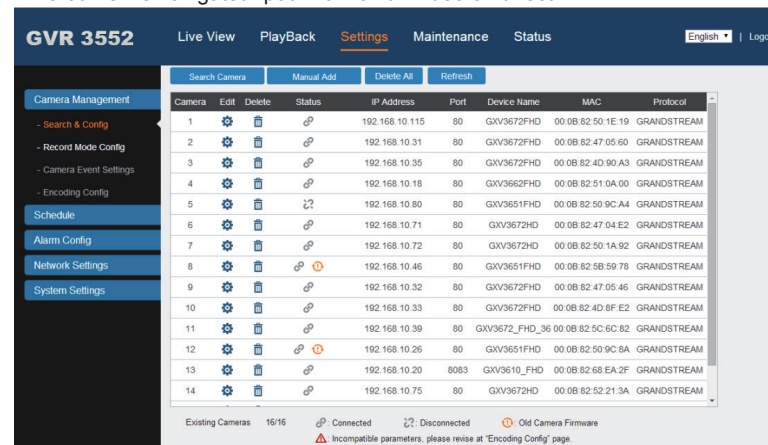 GVR 3552 Live View PlayBack Settings Maintenance Status English |
Search Camera Manual Add Delete All Refresh
Camera Management
- Search & Config
- Record Mode Config
- Camera Event Settings
- Encoding Config
Schedule
Alarm Config
Network Settings
System Settings
Camera Edit Delete Status IP Address Port Device Name MAC Protocol
1 192.168.10.115 80 GXV3672FHD 00:0B:82:50:1E:19 GRANDSTREAM
2 192.168.10.31 80 GXV3672FHD 00:0B:82:47:05:60 GRANDSTREAM
3 192.168.10.35 80 GXV3672FHD 00:0B:82:4D:90:A3 GRANDSTREAM
4 192.168.10.18 80 GXV3662FHD 00:0B:82:51:0A:00 GRANDSTREAM
5 192.168.10.80 80 GXV3651FHD 00:0B:82:50:9C:A4 GRANDSTREAM
6 192.168.10.71 80 GXV3672HD 00:0B:82:47:04:E2 GRANDSTREAM
7 192.168.10.72 80 GXV3672HD 00:0B:82:50:1A:92 GRANDSTREAM
8 192.168.10.46 80 GXV3651FHD 00:0B:82:5B:59:78 GRANDSTREAM
9 192.168.10.32 80 GXV3672FHD 00:0B:82:47:05:46 GRANDSTREAM
10 192.168.10.33 80 GXV3672FHD 00:0B:82:4D:8F:E2 GRANDSTREAM
11 192.168.10.39 80 GXV3672_FHD_36 00:0B:82:5C:6C:82 GRANDSTREAM
12 192.168.10.26 80 GXV3651FHD 00:0B:82:50:9C:8A GRANDSTREAM
13 192.168.10.20 8083 GXV3610_FHD 00:0B:82:68:EA:2F GRANDSTREAM
14 192.168.10.75 80 GXV3672HD 00:0B:82:52:21:3A GRANDSTREAM
Existing Cameras 16/16 : Connected : Disconnected : Old Camera Firmware
: Incompatible parameters, please revise at "Encoding Config" page.